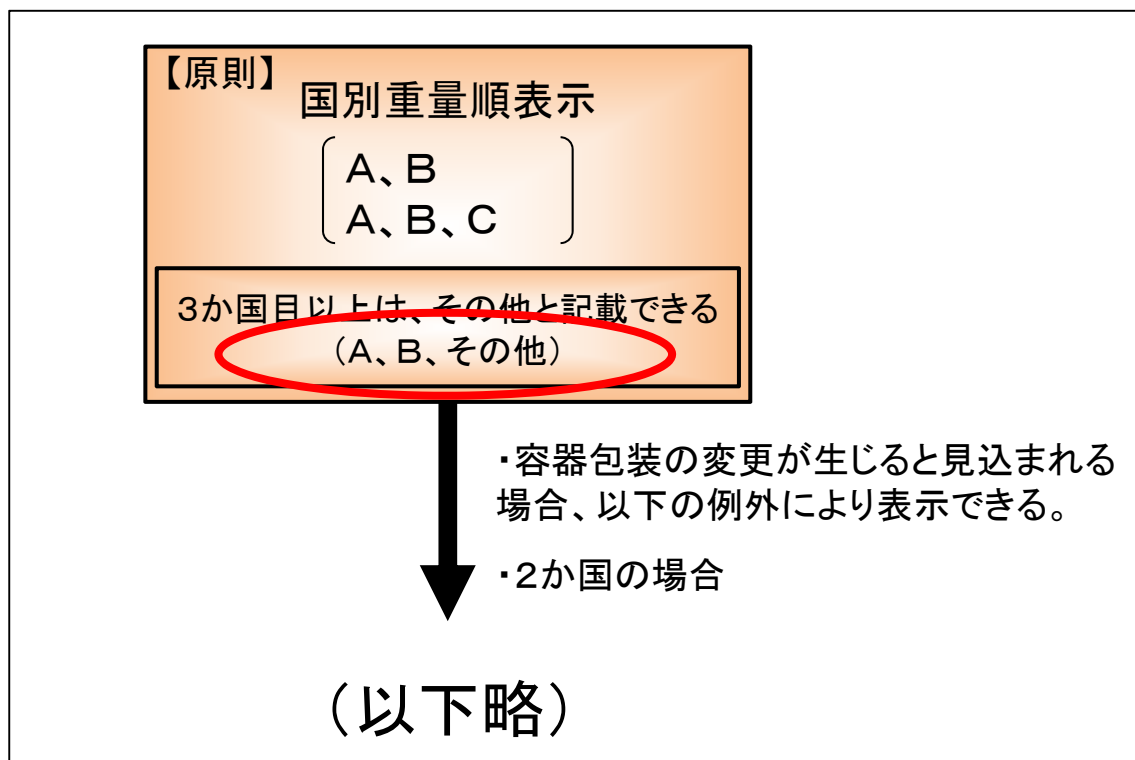 【原則】
国別重量順表示
A、B
A、B、C
3か国目以上は、その他と記載できる
（A、B、その他）
・容器包装の変更が生じると見込まれる
場合、以下の例外により表示できる。
・2か国の場合
（以下略）